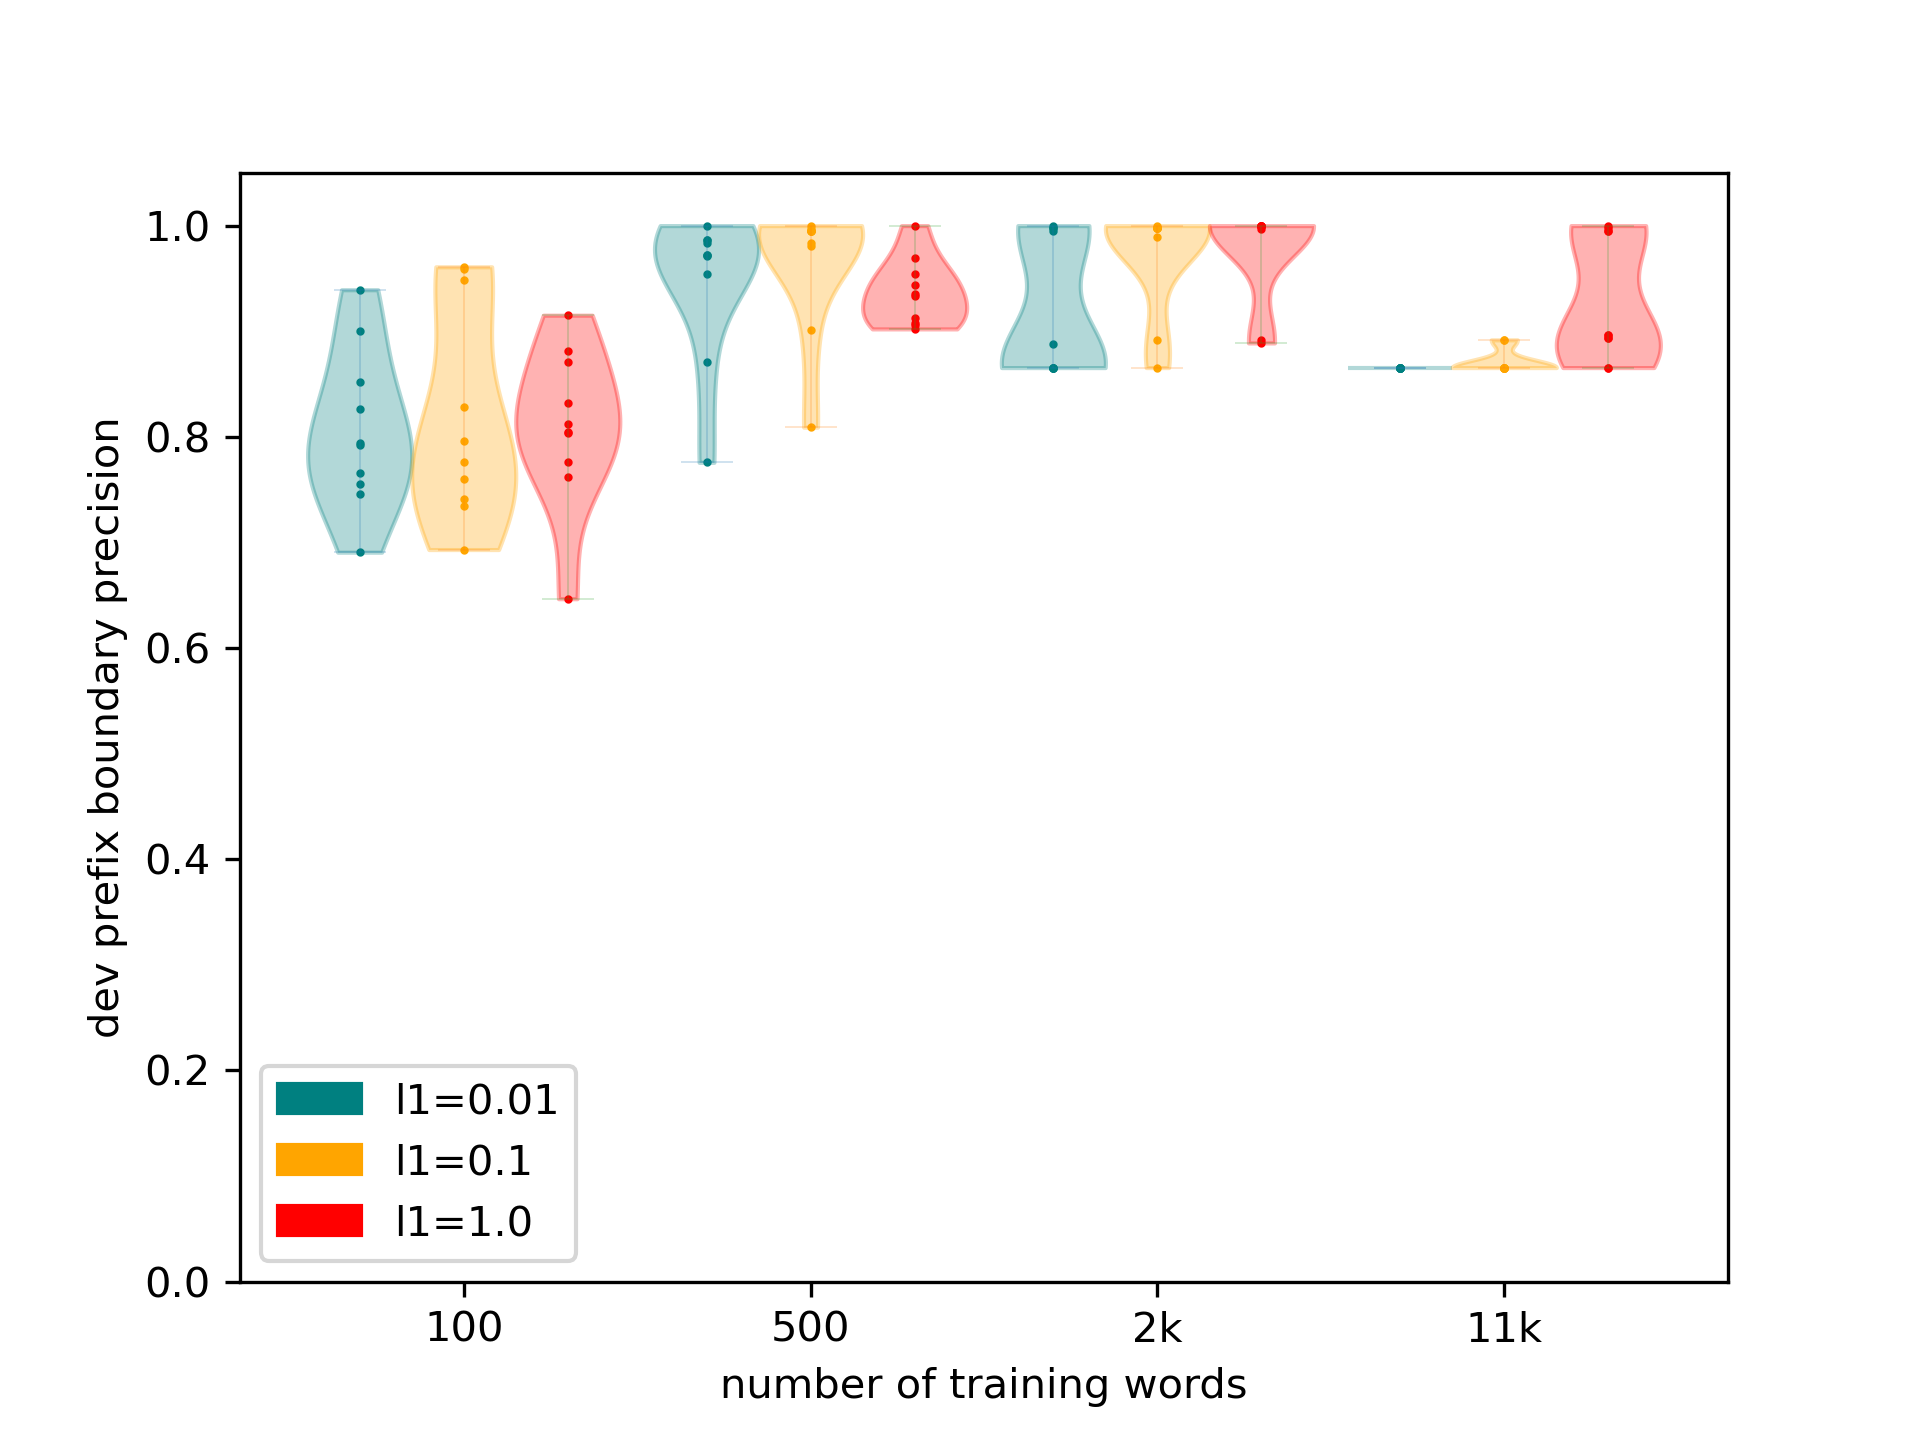 1.0
0.8
0.6
0.4
0.2
0.0
dev prefix boundary precision
l1=0.01
l1=0.1
l1=1.0
100 500 2k 11k
number of training words